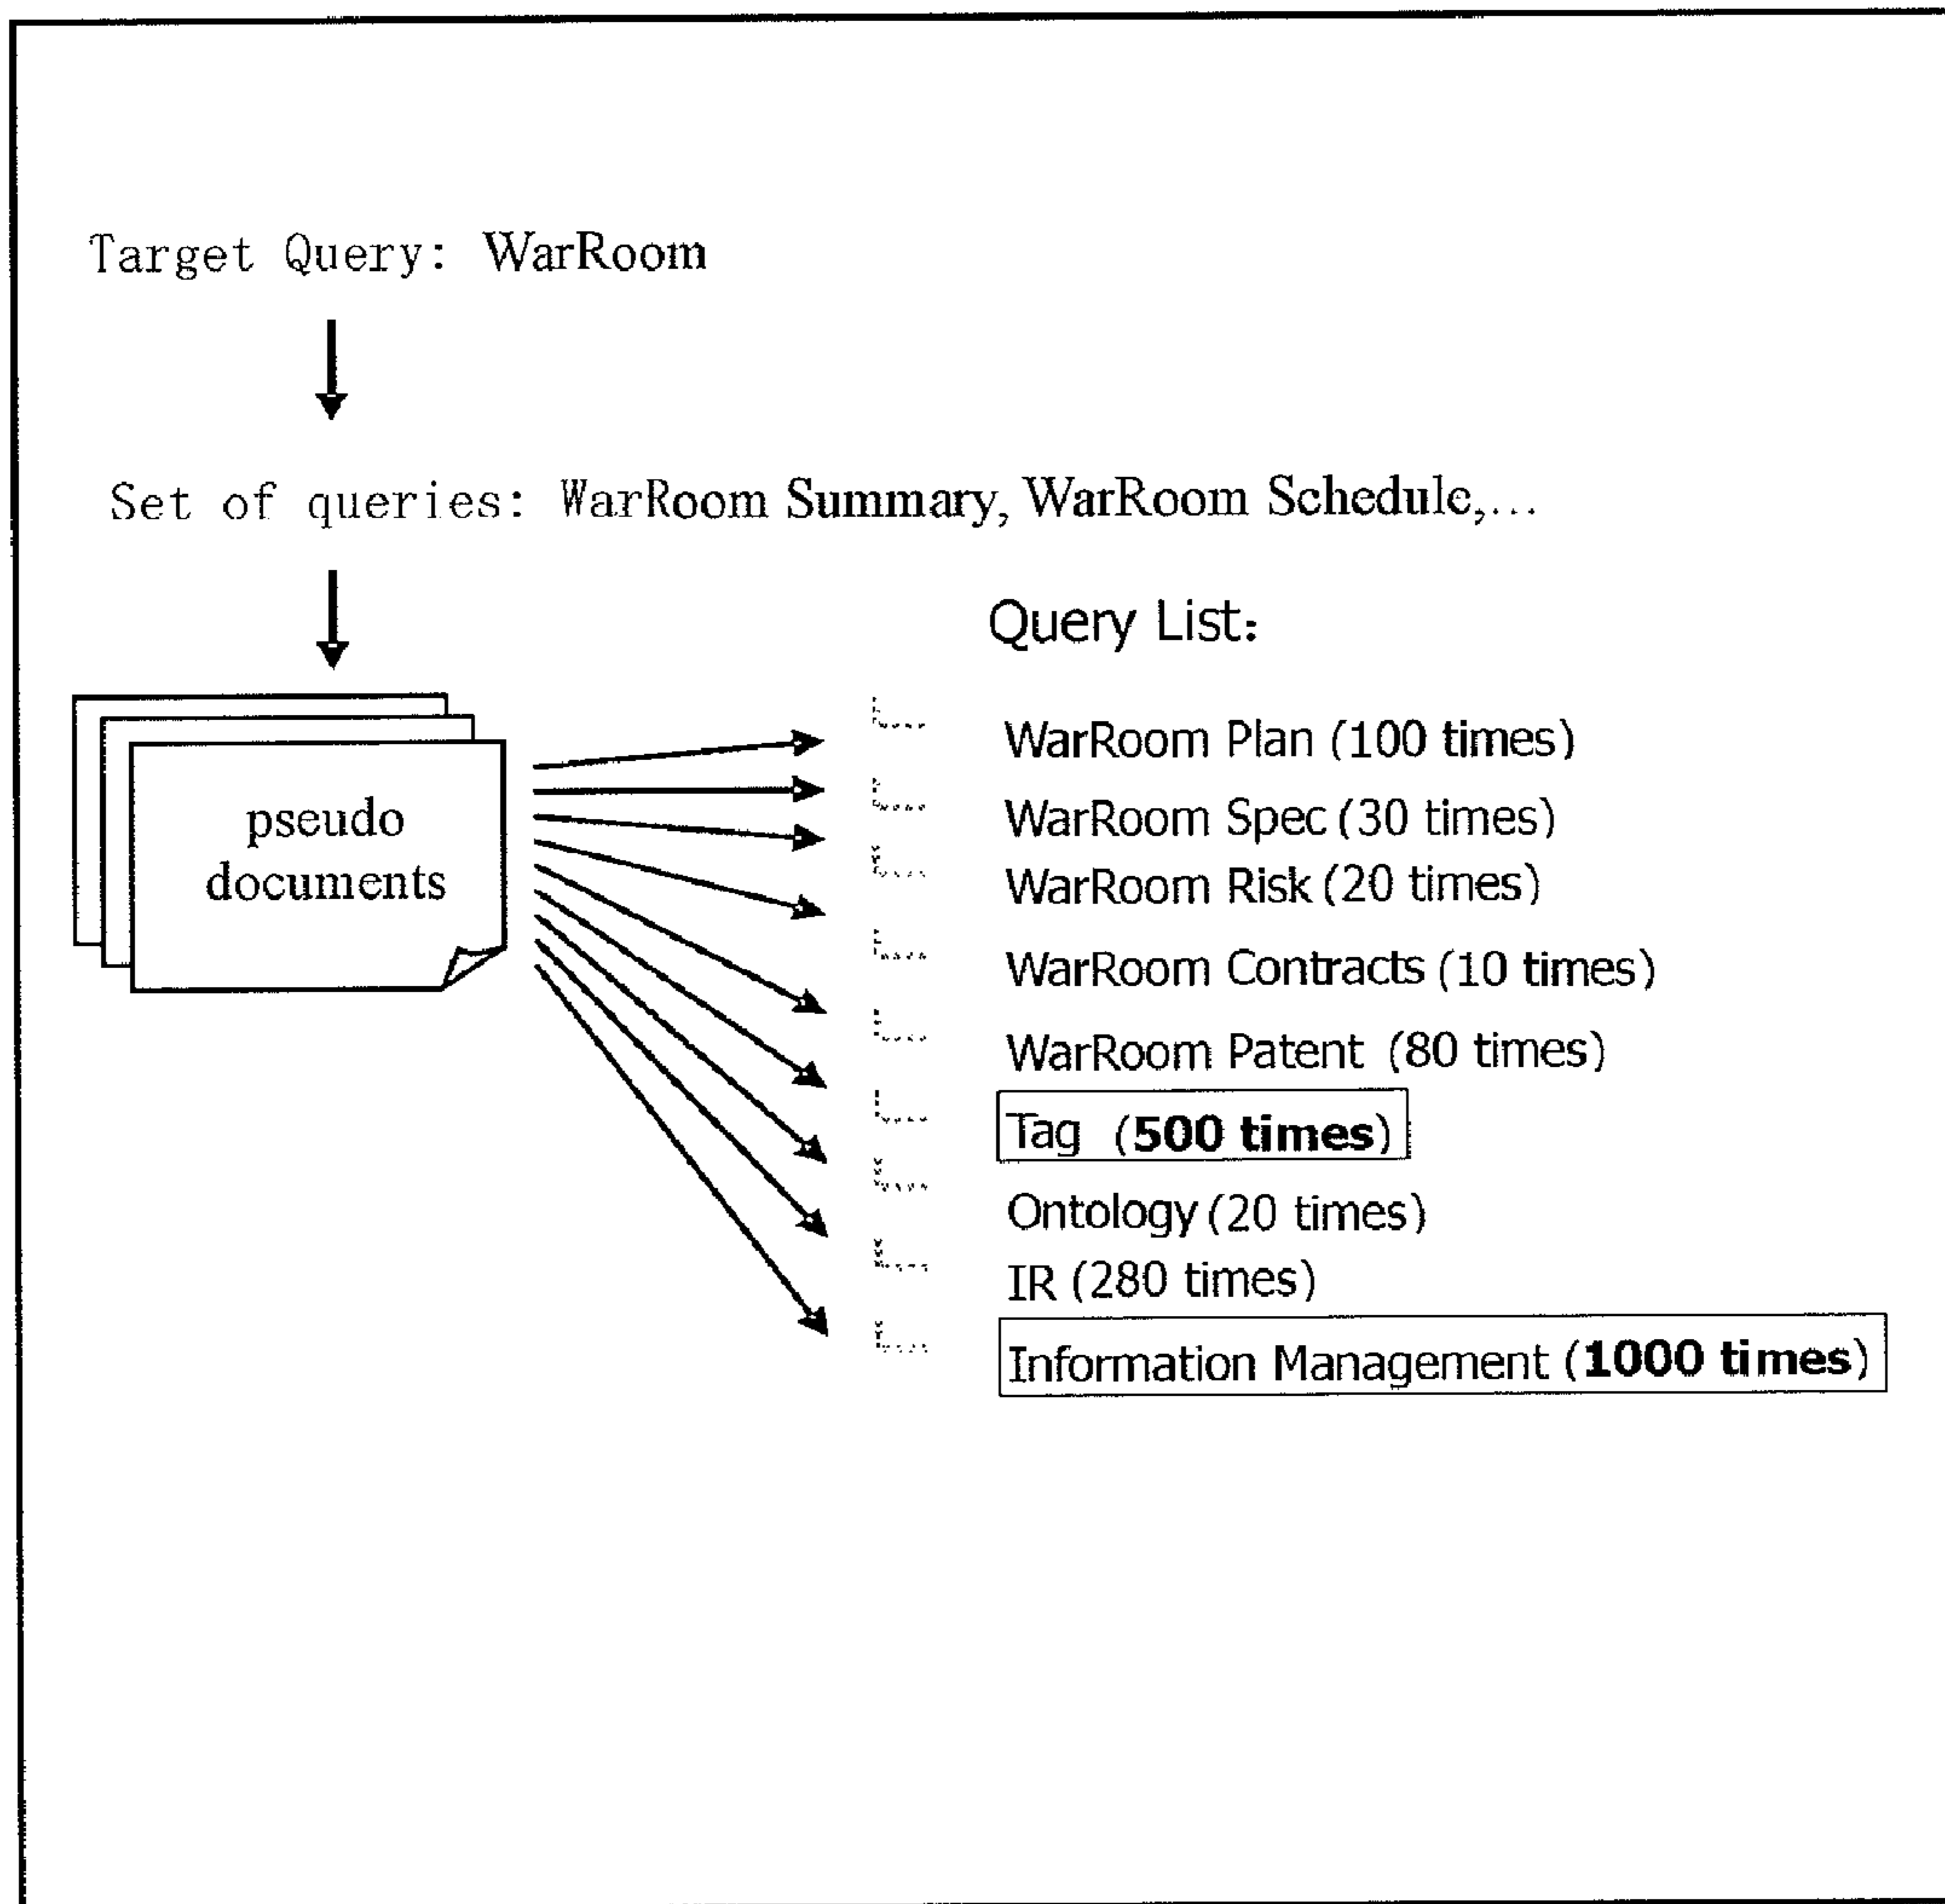 Target Query: WarRoom
Set of queries: WarRoom Summary, WarRoom Schedule,...
Query List:
pseudo
documents
WarRoom Plan (100 times)
WarRoom Spec (30 times)
WarRoom Risk (20 times)
WarRoom Contracts (10 times)
WarRoom Patent (80 times)
Tag (500 times)
Ontology (20 times)
IR (280 times)
Information Management (1000 times)